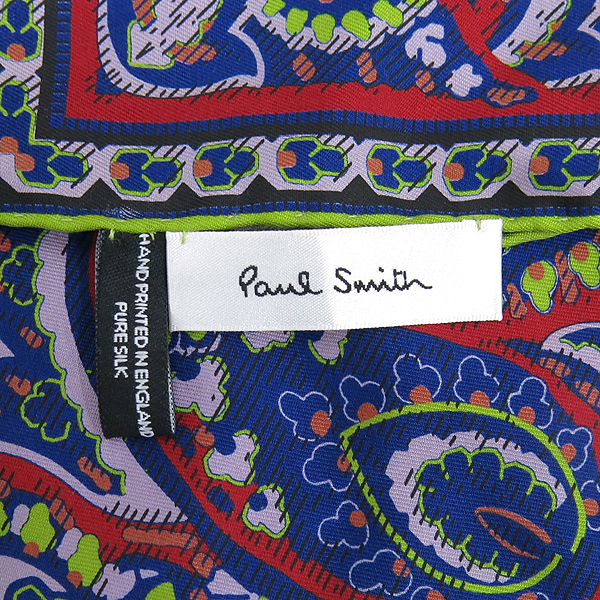 Paul Smith
HAND PRINTED IN ENGLAND
PURE SILK